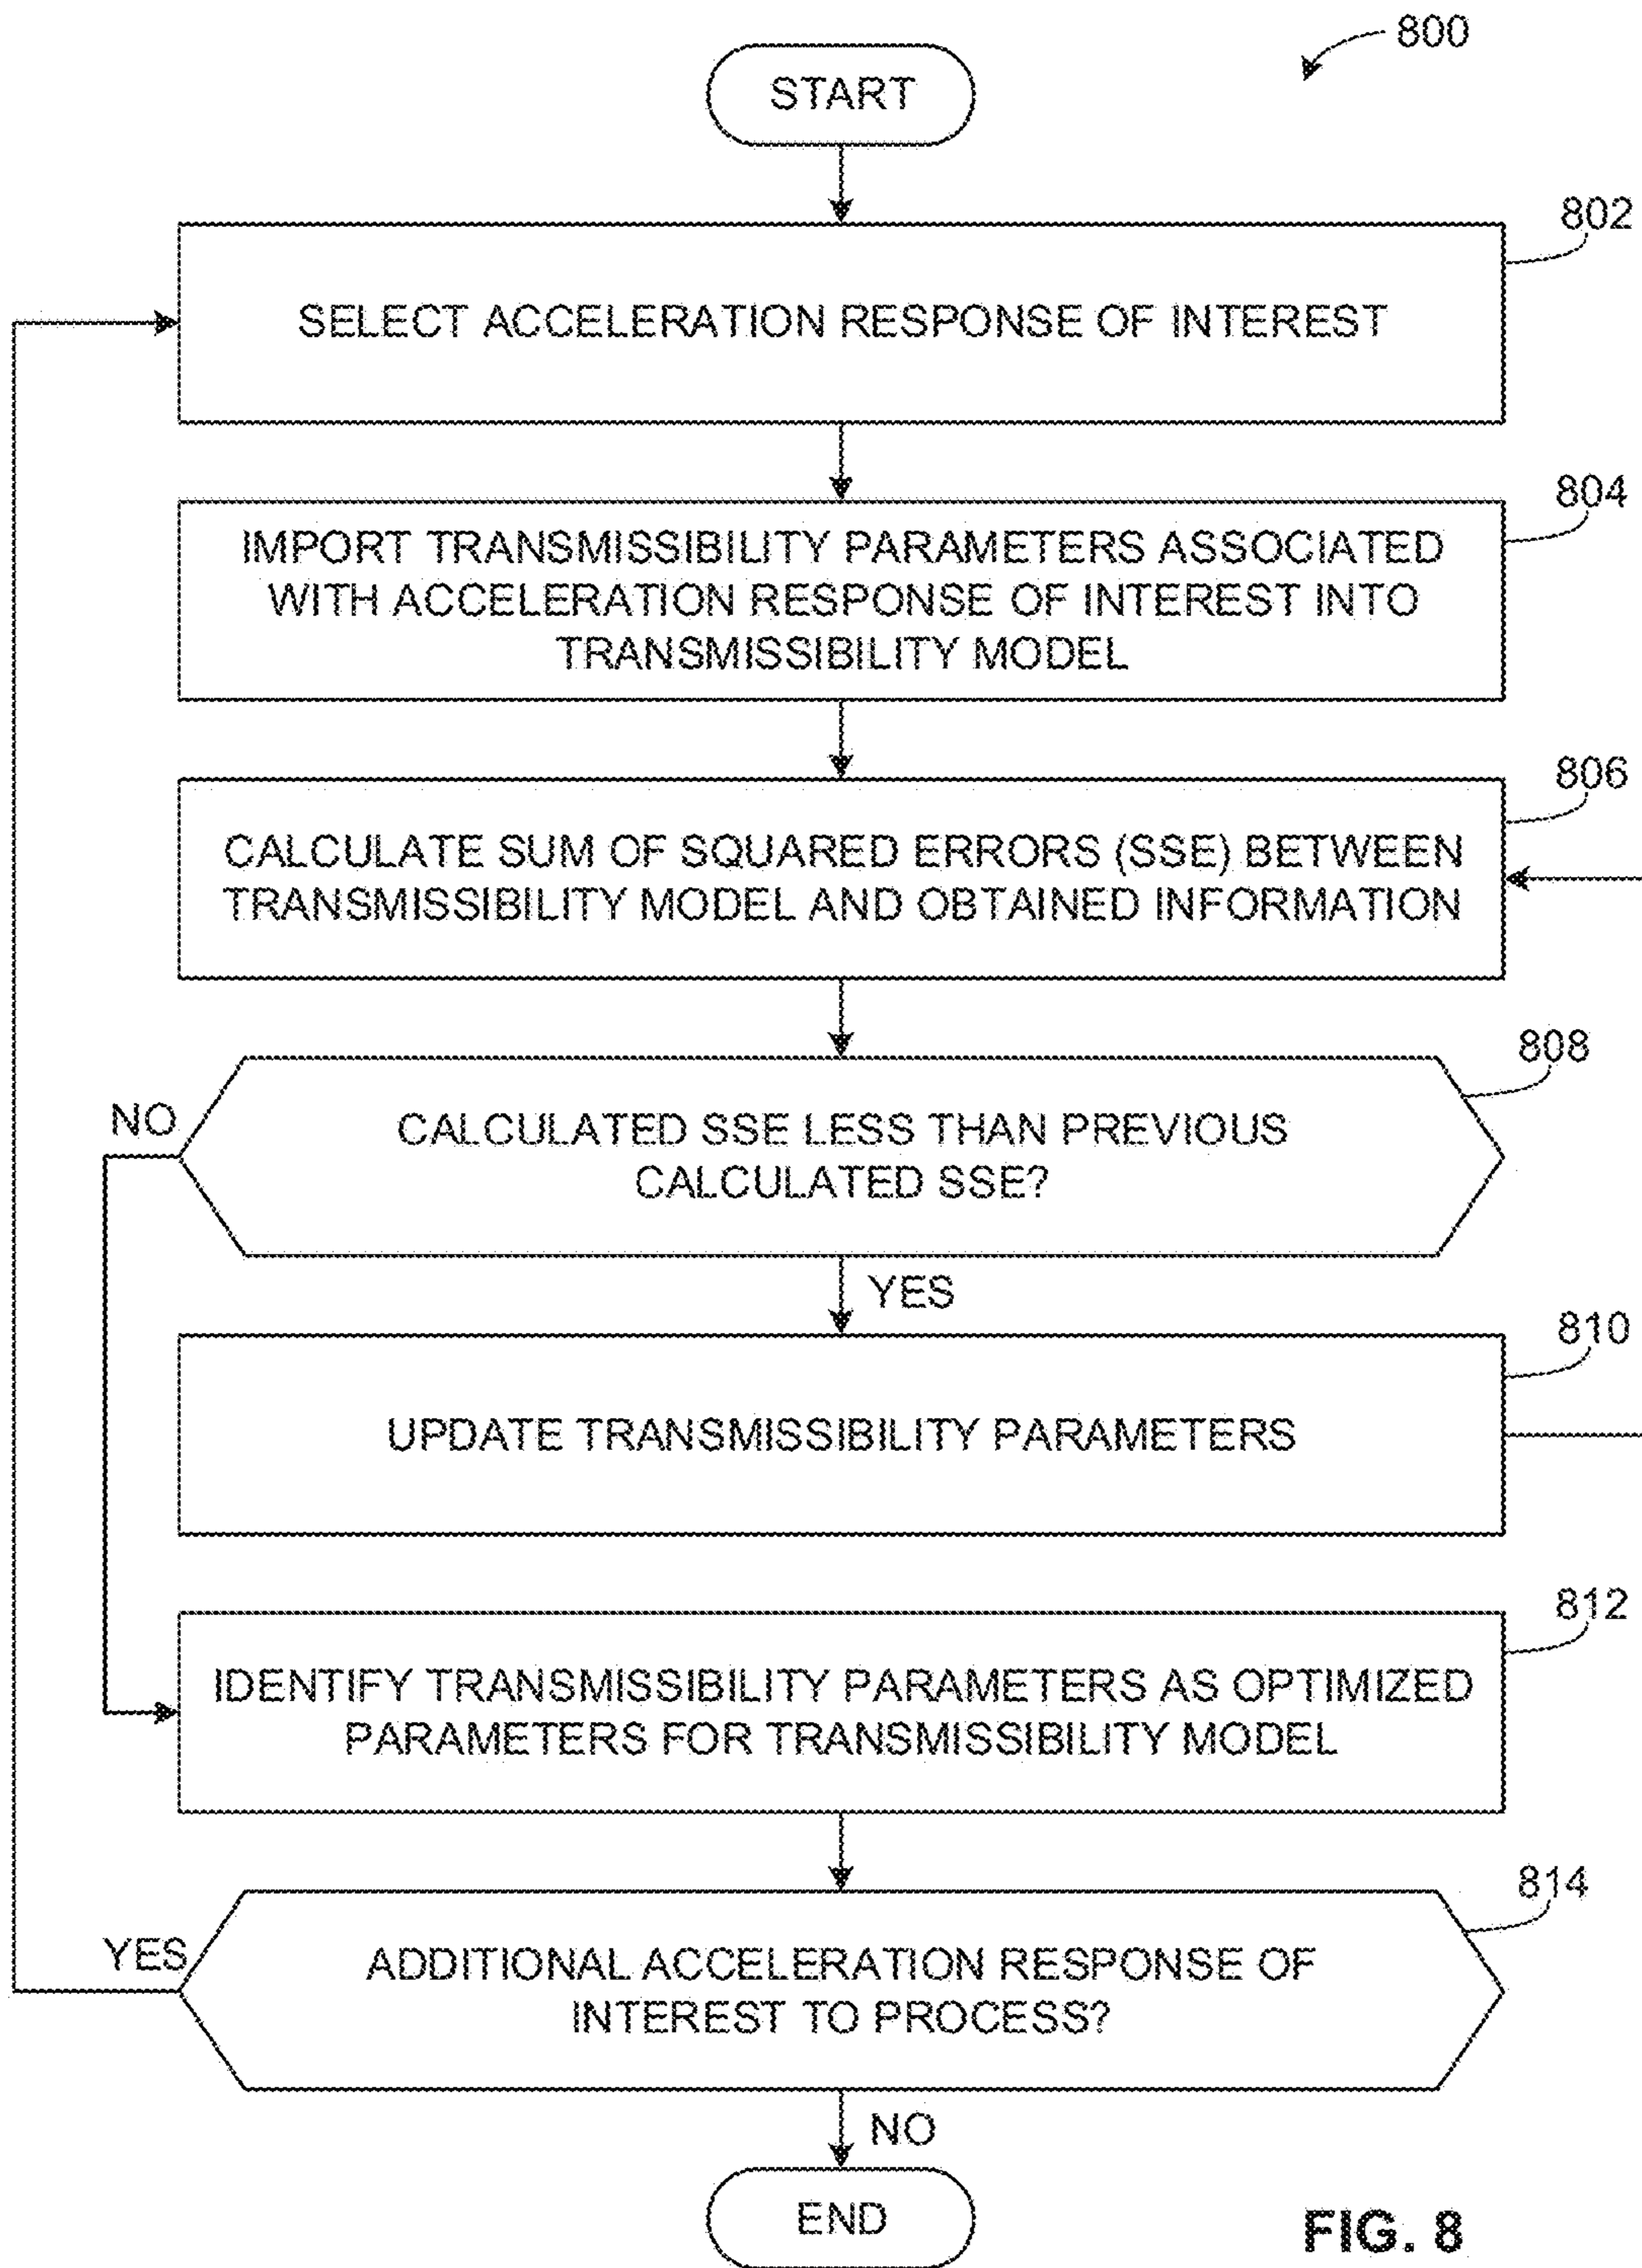 800
START
802
SELECT ACCELERATION RESPONSE OF INTEREST
804
IMPORT TRANSMISSIBILITY PARAMETERS ASSOCIATED
WITH ACCELERATION RESPONSE OF INTEREST INTO
TRANSMISSIBILITY MODEL
806
CALCULATE SUM OF SQUARED ERRORS (SSE) BETWEEN
TRANSMISSIBILITY MODEL AND OBTAINED INFORMATION
808
NO
CALCULATED SSE LESS THAN PREVIOUS
CALCULATED SSE?
YES
810
UPDATE TRANSMISSIBILITY PARAMETERS
812
IDENTIFY TRANSMISSIBILITY PARAMETERS AS OPTIMIZED
PARAMETERS FOR TRANSMISSIBILITY MODEL
814
YES
ADDITIONAL ACCELERATION RESPONSE OF
INTEREST TO PROCESS?
NO
END
FIG. 8